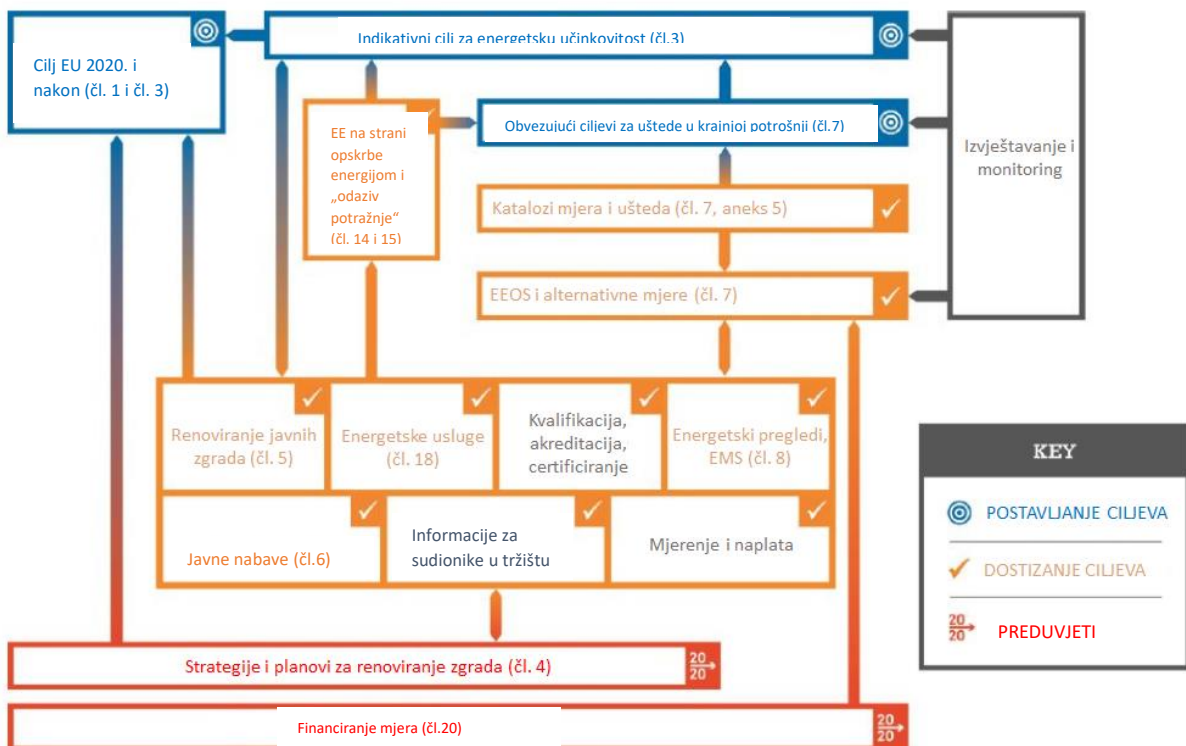 Cilj EU 2020. i
nakon (čl. 1 i čl. 3)
Indikativni cilj za energetsku učinkovitost (čl.3)
EE na strani
opskrbe
energijom i
„odaziv
potražnje“
(čl. 14 i 15)
Obvezujući ciljevi za uštede u krajnjoj potrošnji (čl.7)
Katalozi mjera i ušteda (čl. 7, aneks 5)
EEOS i alternativne mjere (čl. 7)
Izvještavanje i
monitoring
Renoviranje javnih
zgrada (čl. 5)
Energetske usluge
(čl. 18)
Kvalifikacija,
akreditacija,
certificiranje
Energetski pregledi,
EMS (čl. 8)
Javne nabave (čl.6)
Informacije za
sudionike u tržištu
Mjerenje i naplata
Strategije i planovi za renoviranje zgrada (čl. 4)
20
20
Financiranje mjera (čl.20)
20
20
KEY
POSTAVLJANJE CILJEVA
DOSTIZANJE CILJEVA
20
20
PREDUVJETI